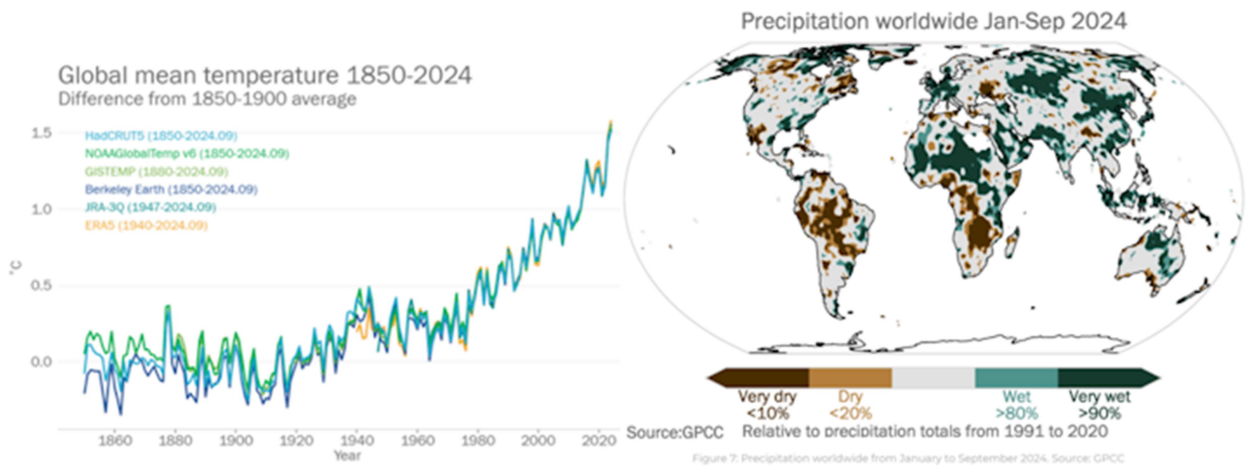 Global mean temperature 1850-2024
Difference from 1850-1900 average
1.5
1.0
0.5
0.0
°C
HadCRUT5 (1850-2024.09)
NOAAGlobalTemp v6 (1850-2024.09)
GISTEMP (1880-2024.09)
Berkeley Earth (1850-2024.09)
JRA-3Q (1947-2024.09)
ERA5 (1940-2024.09)
1860 1880 1900 1920 1940 1960 1980 2000 2020
Year
Precipitation worldwide Jan-Sep 2024
Very dry Dry Wet Very wet
<10% <20% >80% >90%
Source:GPCC Relative to precipitation totals from 1991 to 2020
Figure 7: Precipitation worldwide from January to September 2024. Source: GPCC